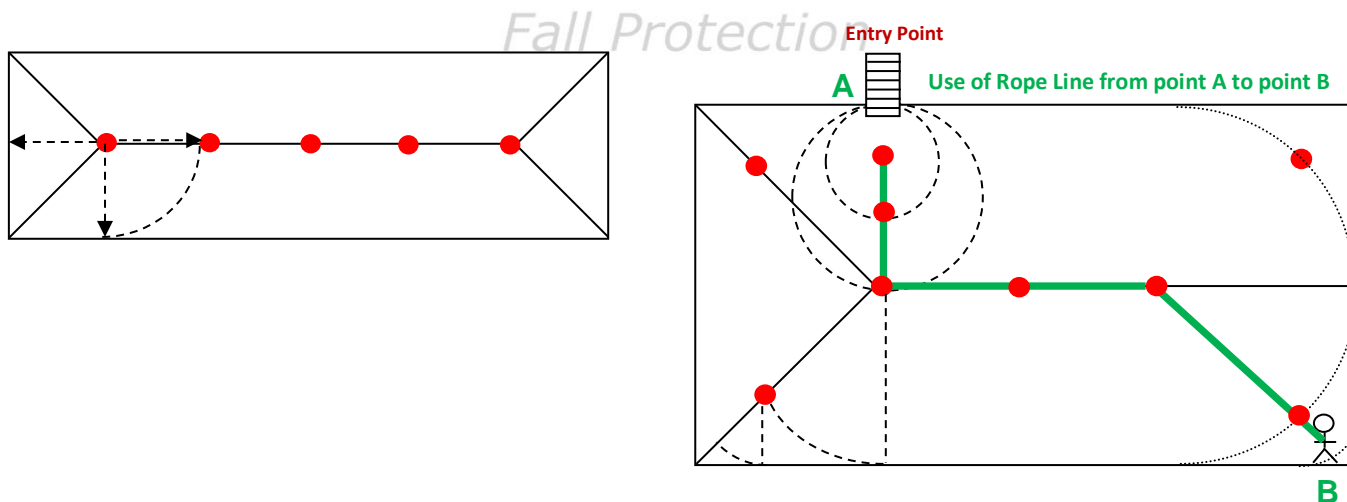 Fall Protection
Entry Point
A
Use of Rope Line from point A to point B
B